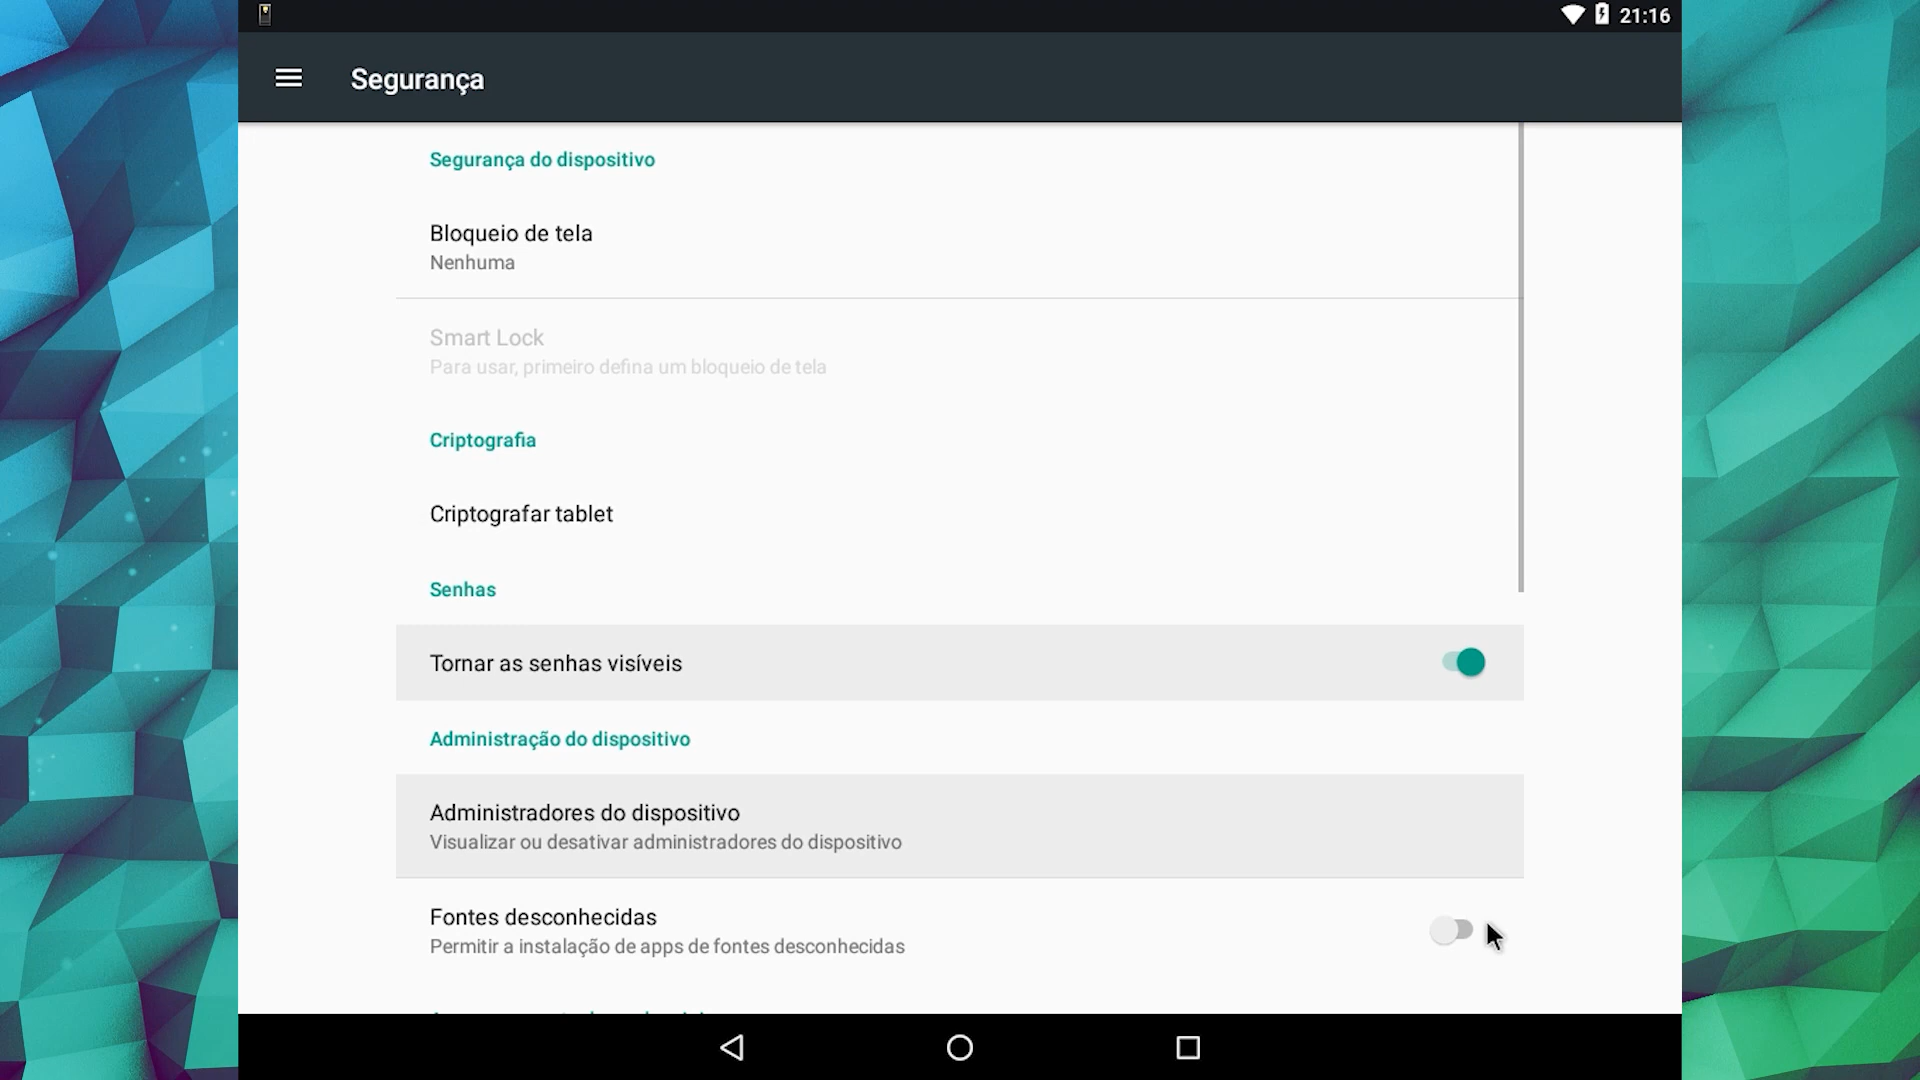 21:16
Segurança
Segurança do dispositivo
Bloqueio de tela
Nenhuma
Smart Lock
Para usar, primeiro defina um bloqueio de tela
Criptografia
Criptografar tablet
Senhas
Tornar as senhas visíveis
Administração do dispositivo
Administradores do dispositivo
Visualizar ou desativar administradores do dispositivo
Fontes desconhecidas
Permitir a instalação de apps de fontes desconhecidas